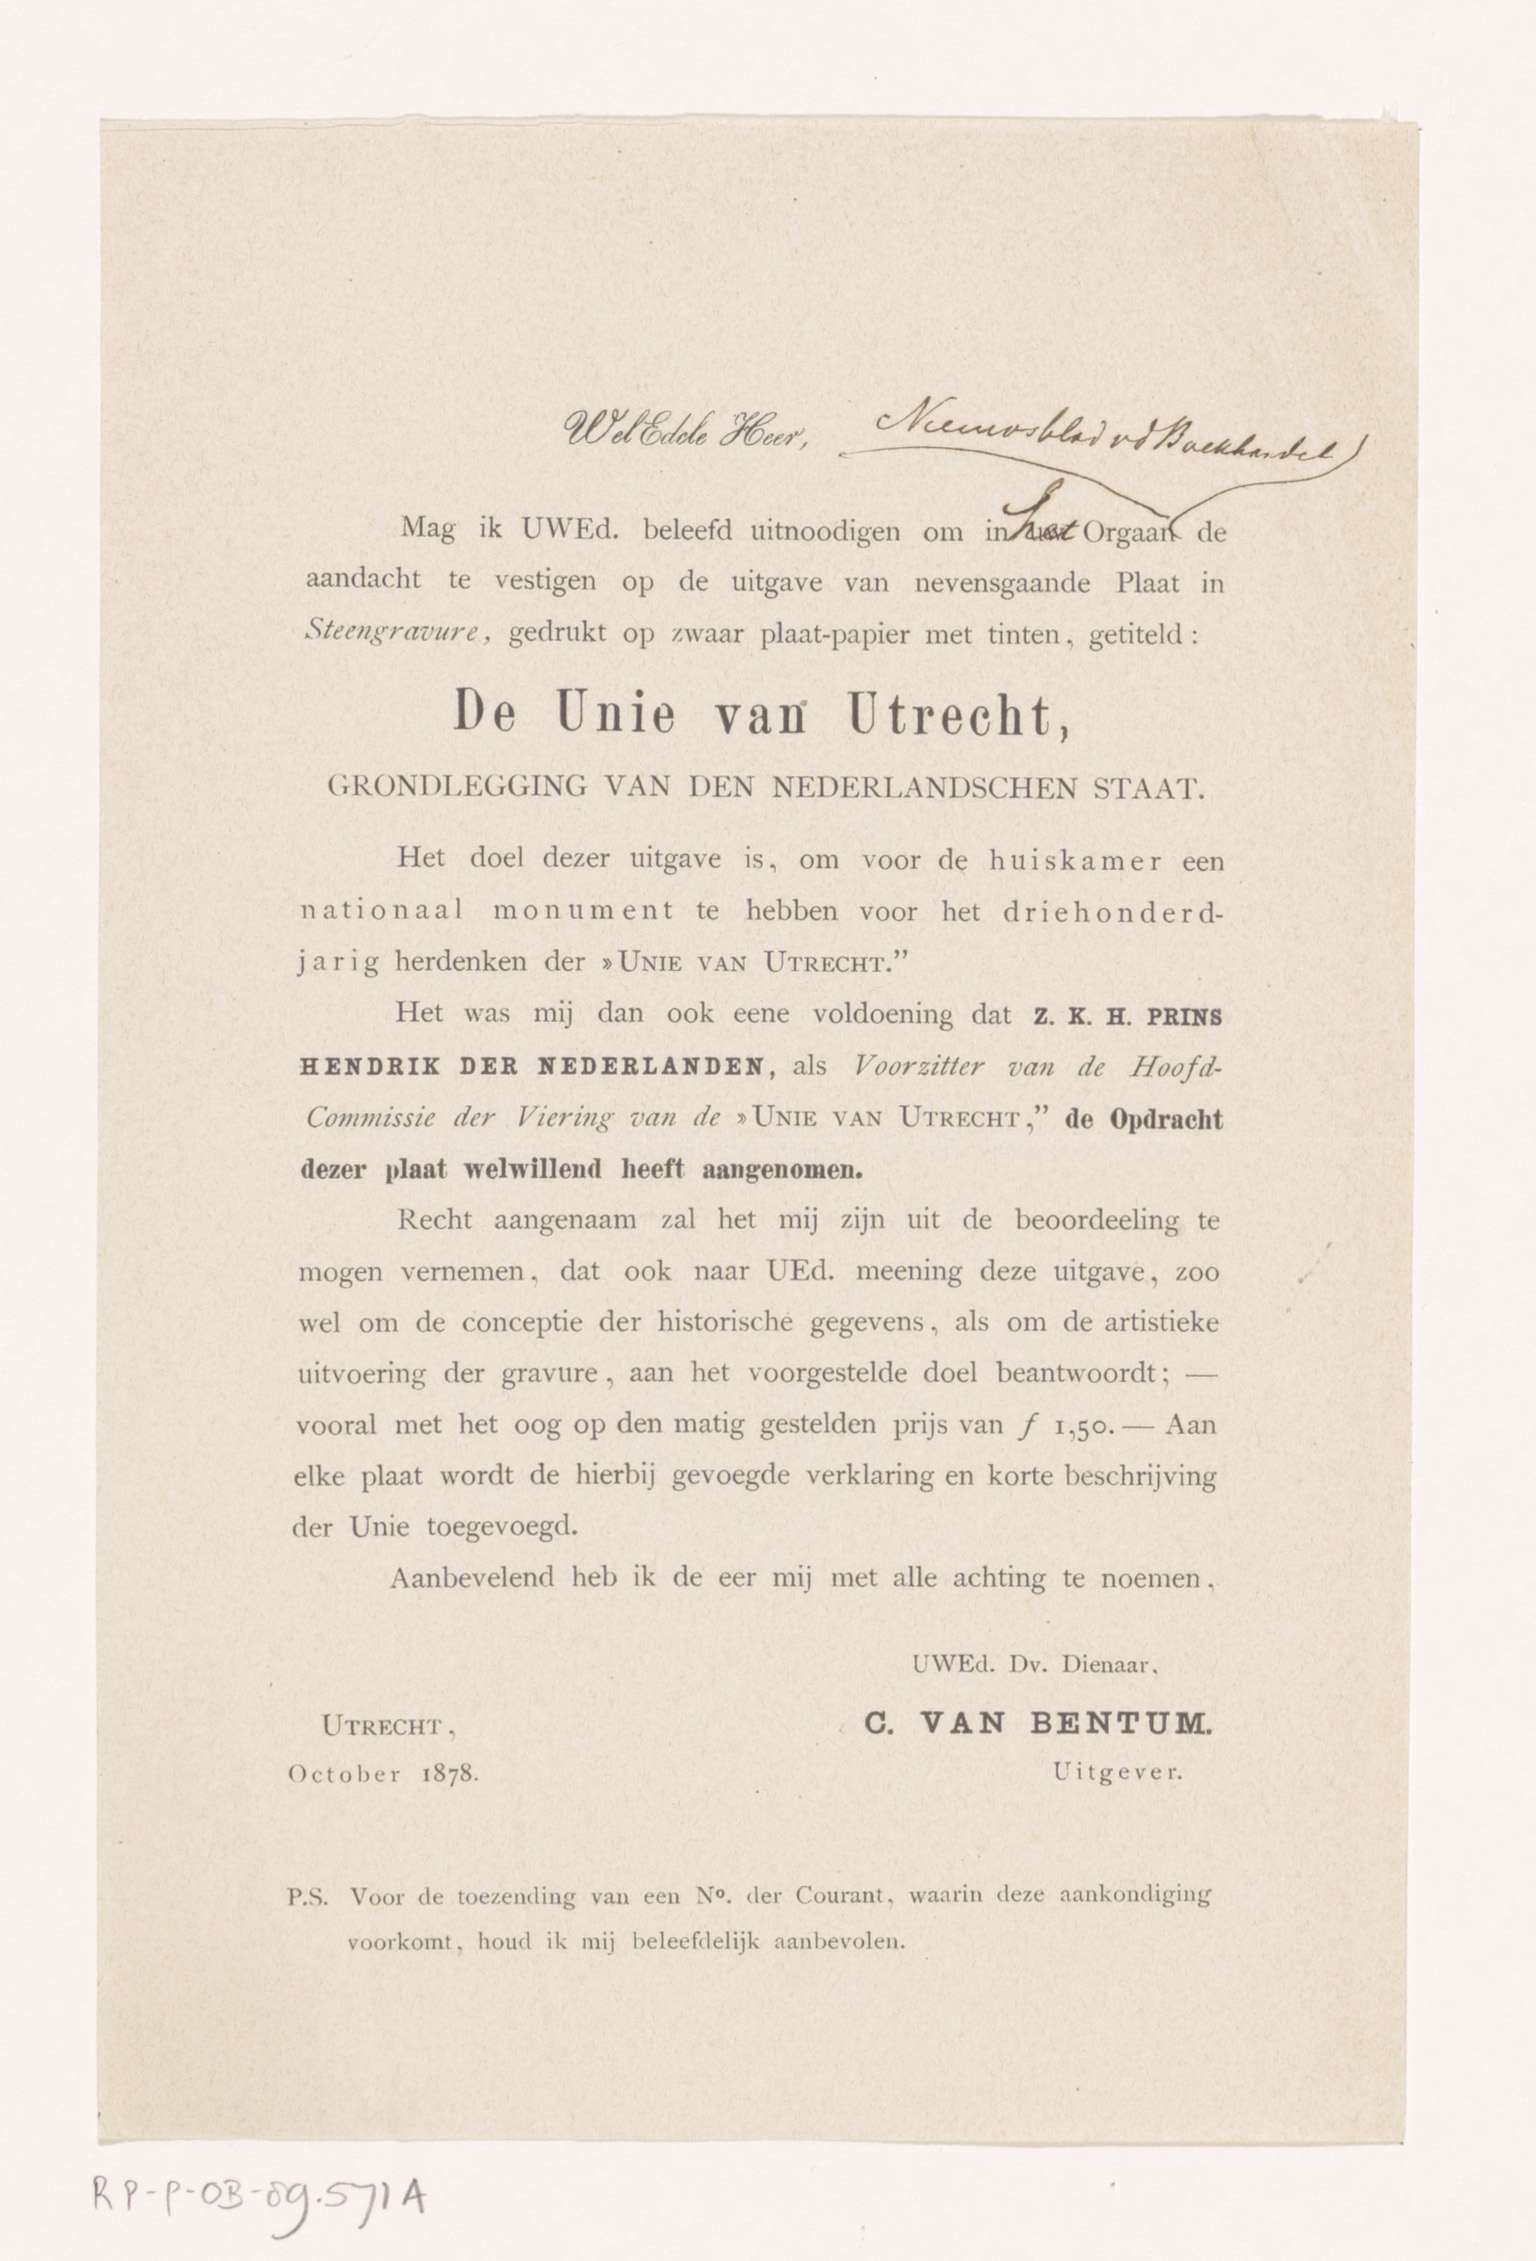 WelEdele Heer, Nieuwsblad v d Boekhandel
Mag ik UWEd. beleefd uitnoodigen om in het Orgaan de
aandacht te vestigen op de uitgave van nevensgaande Plaat in
Steengravure, gedrukt op zwaar plaat-papier met tinten, getiteld:
De Unie van Utrecht,
GRONDLEGGING VAN DEN NEDERLANDSCHEN STAAT.
Het doel dezer uitgave is, om voor de huiskamer een
nationaal monument te hebben voor het driehonderd-
jarig herdenken der »UNIE VAN UTRECHT.”
Het was mij dan ook eene voldoening dat Z. K. H. PRINS
HENDRIK DER NEDERLANDEN, als Voorzitter van de Hoofd-
Commissie der Viering van de »UNIE VAN UTRECHT,” de Opdracht
dezer plaat welwillend heeft aangenomen.
Recht aangenaam zal het mij zijn uit de beoordeeling te
mogen vernemen, dat ook naar UEd. meening deze uitgave, zoo
wel om de conceptie der historische gegevens, als om de artistieke
uitvoering der gravure, aan het voorgestelde doel beantwoordt; —
vooral met het oog op den matig gestelden prijs van f 1,50. — Aan
elke plaat wordt de hierbij gevoegde verklaring en korte beschrijving
der Unie toegevoegd.
Aanbevelend heb ik de eer mij met alle achting te noemen,
UWEd. Dv. Dienaar,
C. VAN BENTUM.
Uitgever.
UTRECHT,
October 1878.
P.S. Voor de toezending van een Nº. der Courant, waarin deze aankondiging
voorkomt, houd ik mij beleefdelijk aanbevolen.
RP-P-OB-89.571A